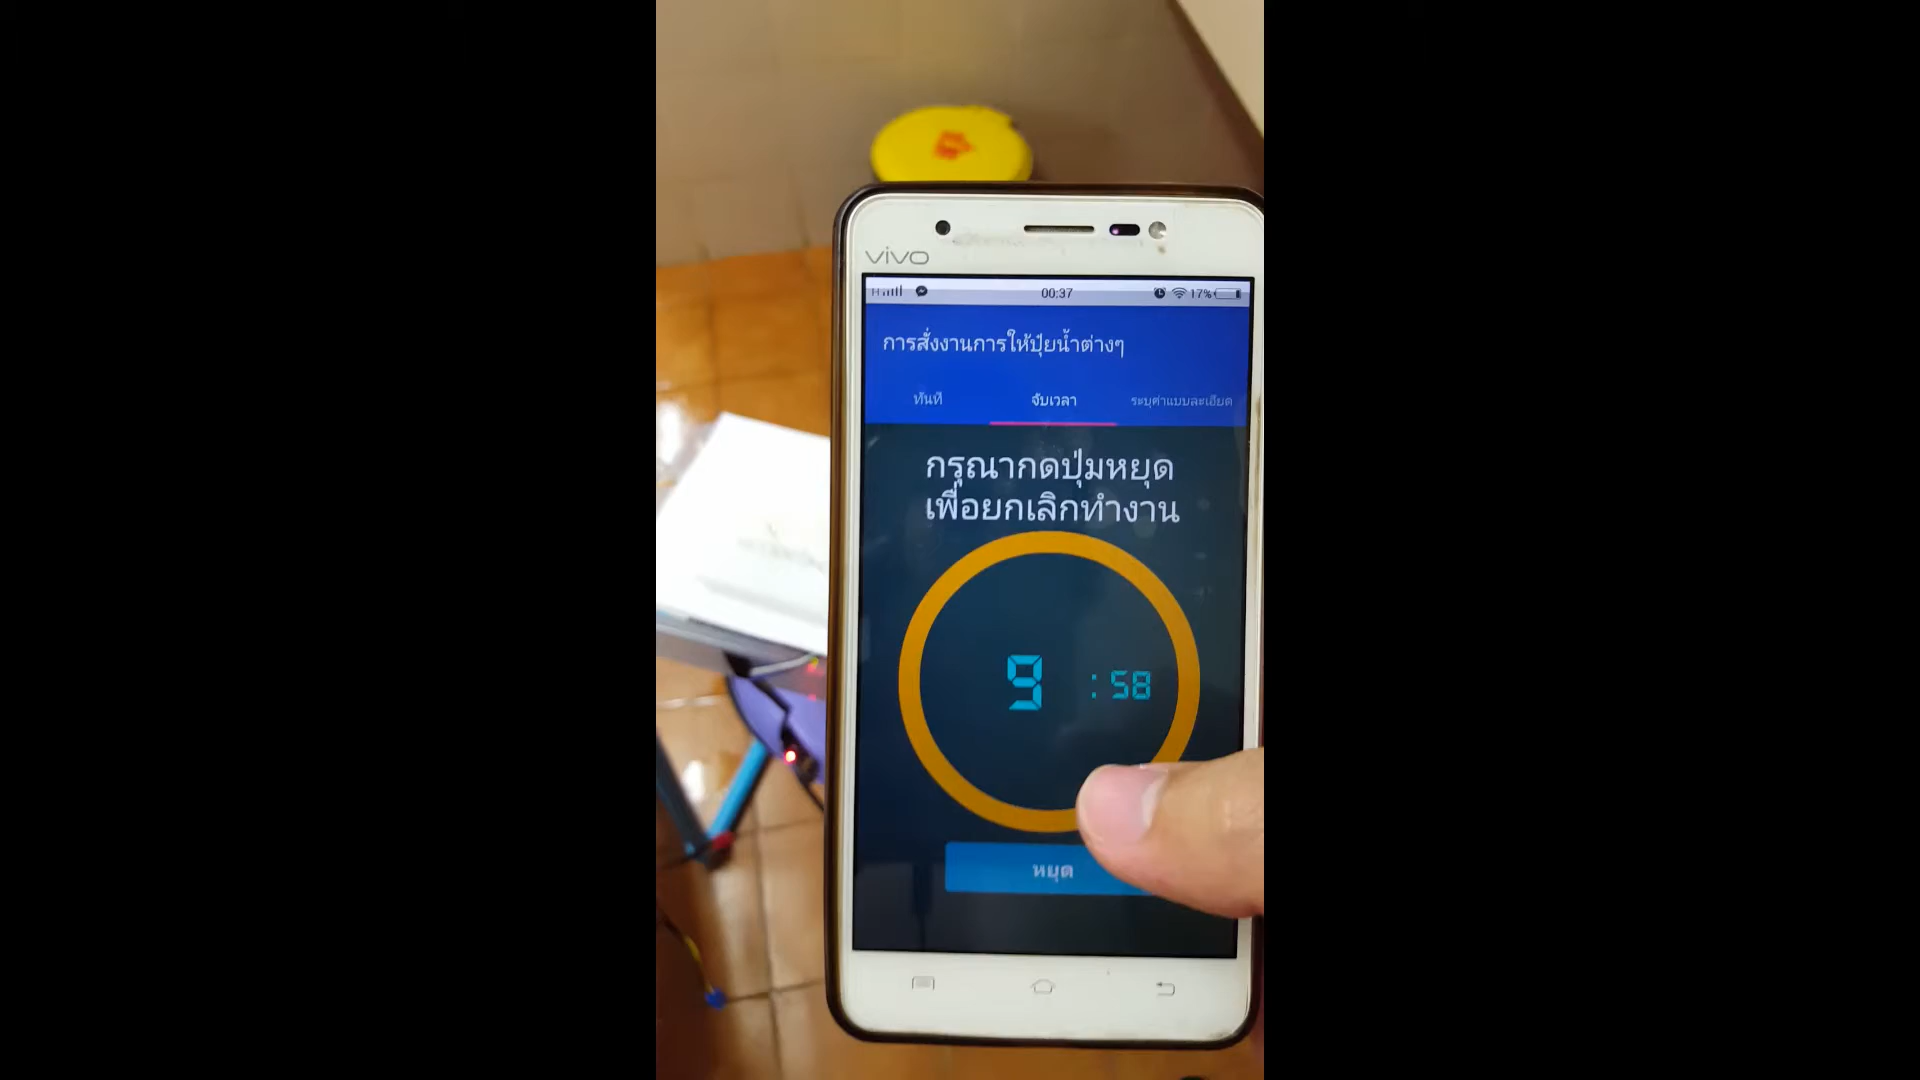 vivo
00:37
17%
การสั่งงานการให้ปุ๋ยน้ำต่างๆ
ทันที
จับเวลา
ระบุค่าแบบละเอียด
กรุณากดปุ่มหยุด
เพื่อยกเลิกทำงาน
9 : 58
หยุด